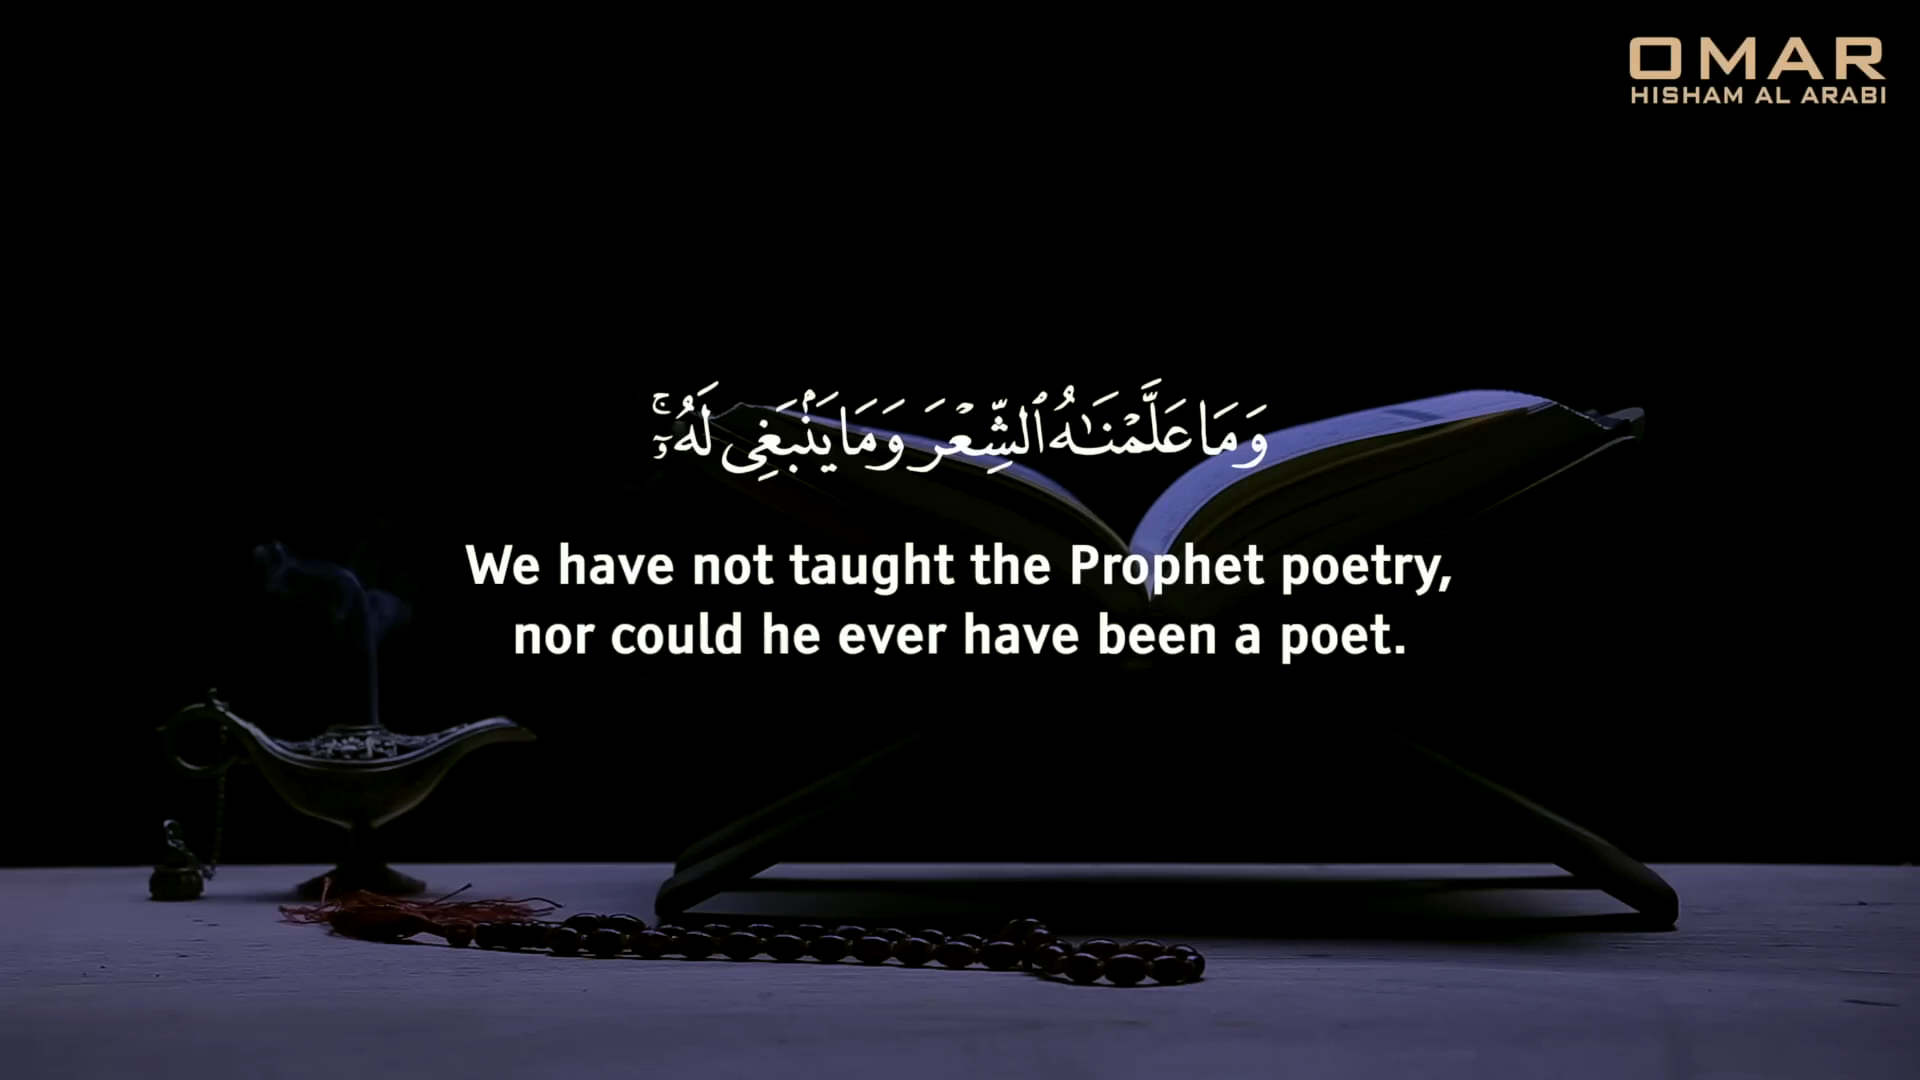 OMAR
HISHAM AL ARABI
وَمَا عَلَّمْنَـٰهُ ٱلشِّعْرَ وَمَا يَنۢبَغِى لَهُۥٓ ۚ
We have not taught the Prophet poetry,
nor could he ever have been a poet.